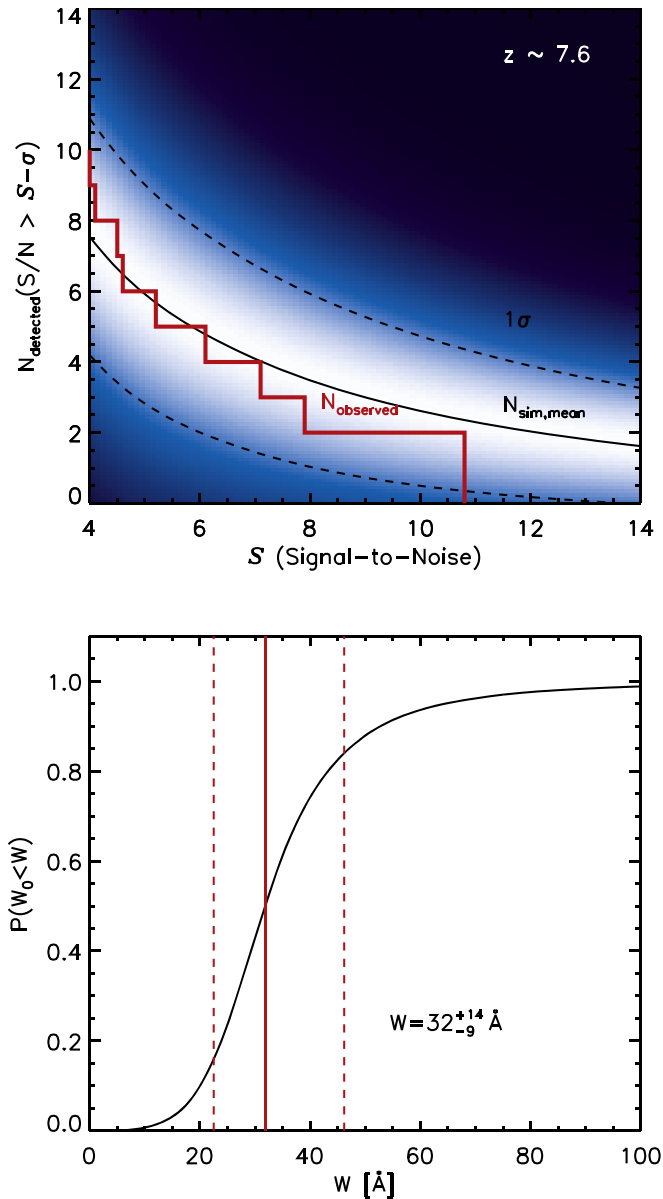 14
12
10
8
6
4
2
0
N_detected(S/N > S−σ)
z ~ 7.6
1σ
N_observed
N_sim,mean
4 6 8 10 12 14
S (Signal−to−Noise)
1.0
0.8
0.6
0.4
0.2
0.0
P(W_0<W)
W=32^{+14}_{−9} Å
0 20 40 60 80 100
W [Å]